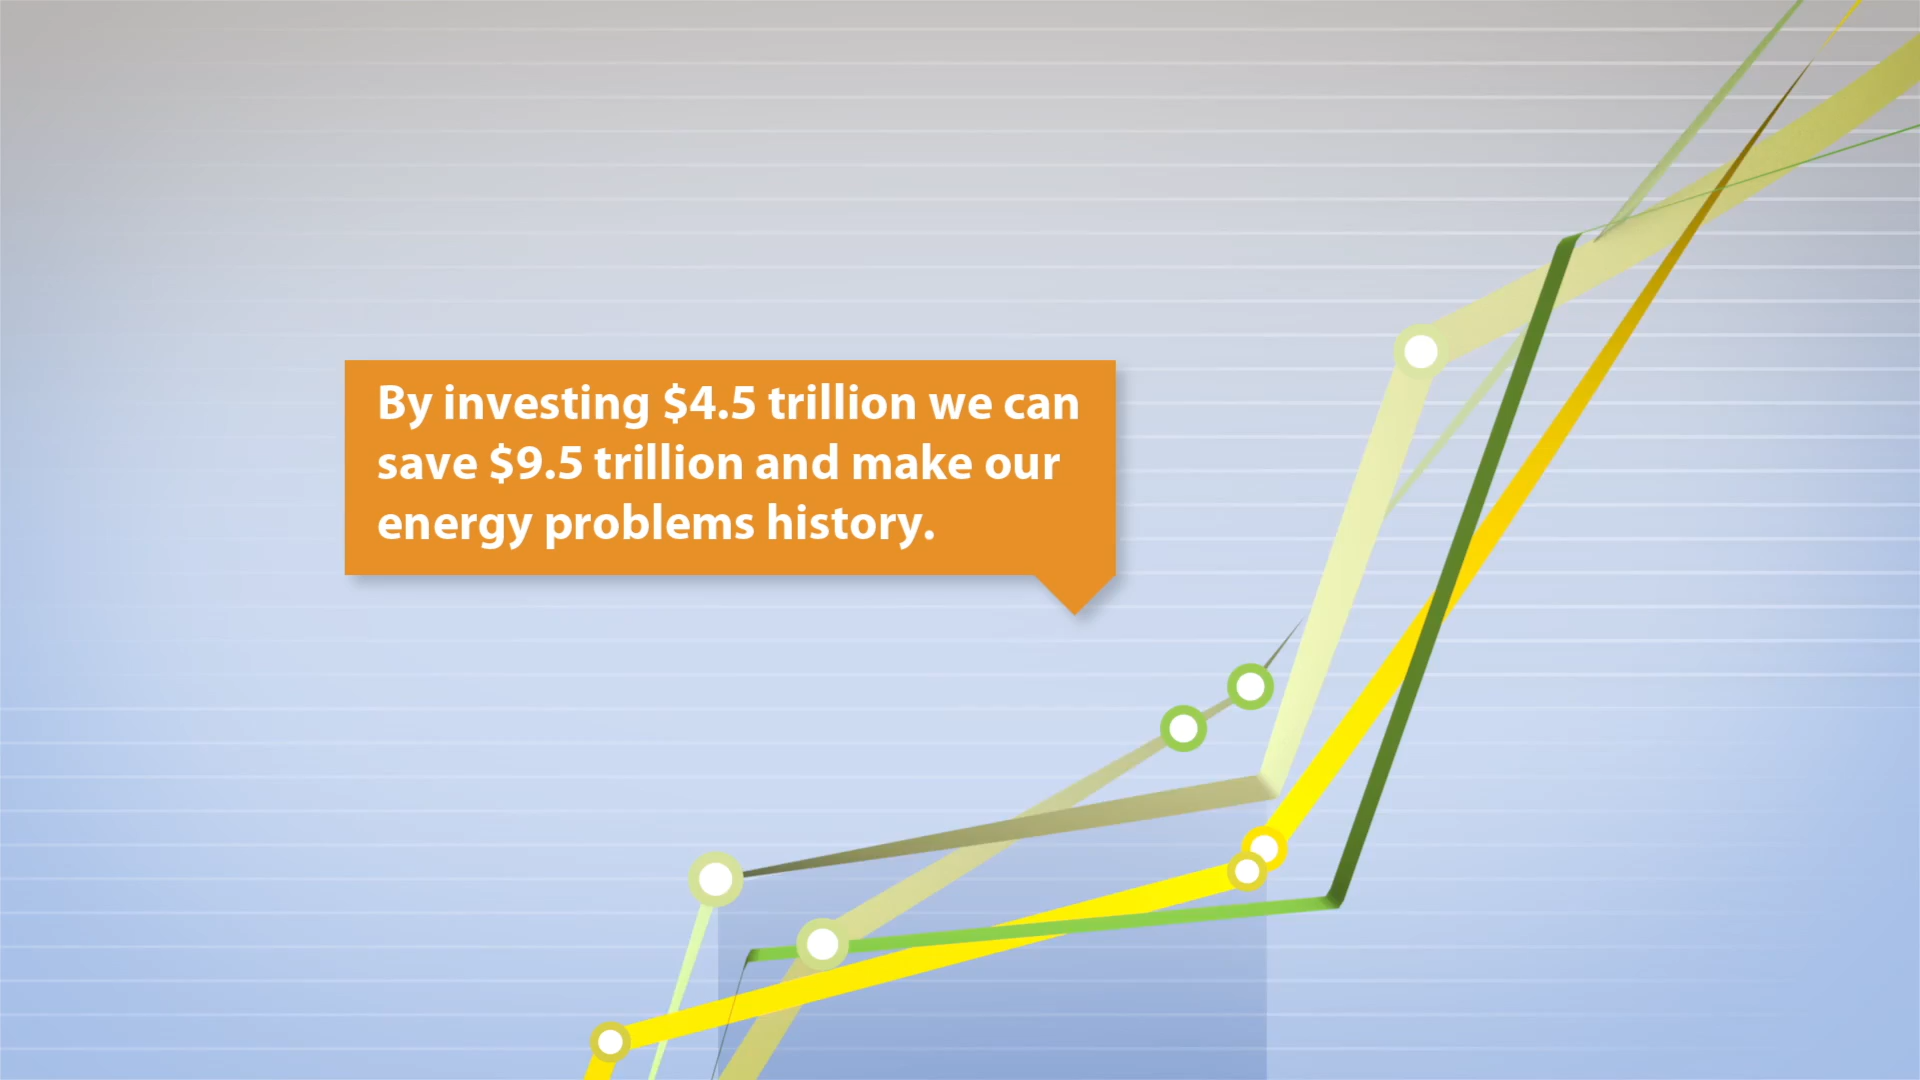 By investing $4.5 trillion we can
save $9.5 trillion and make our
energy problems history.